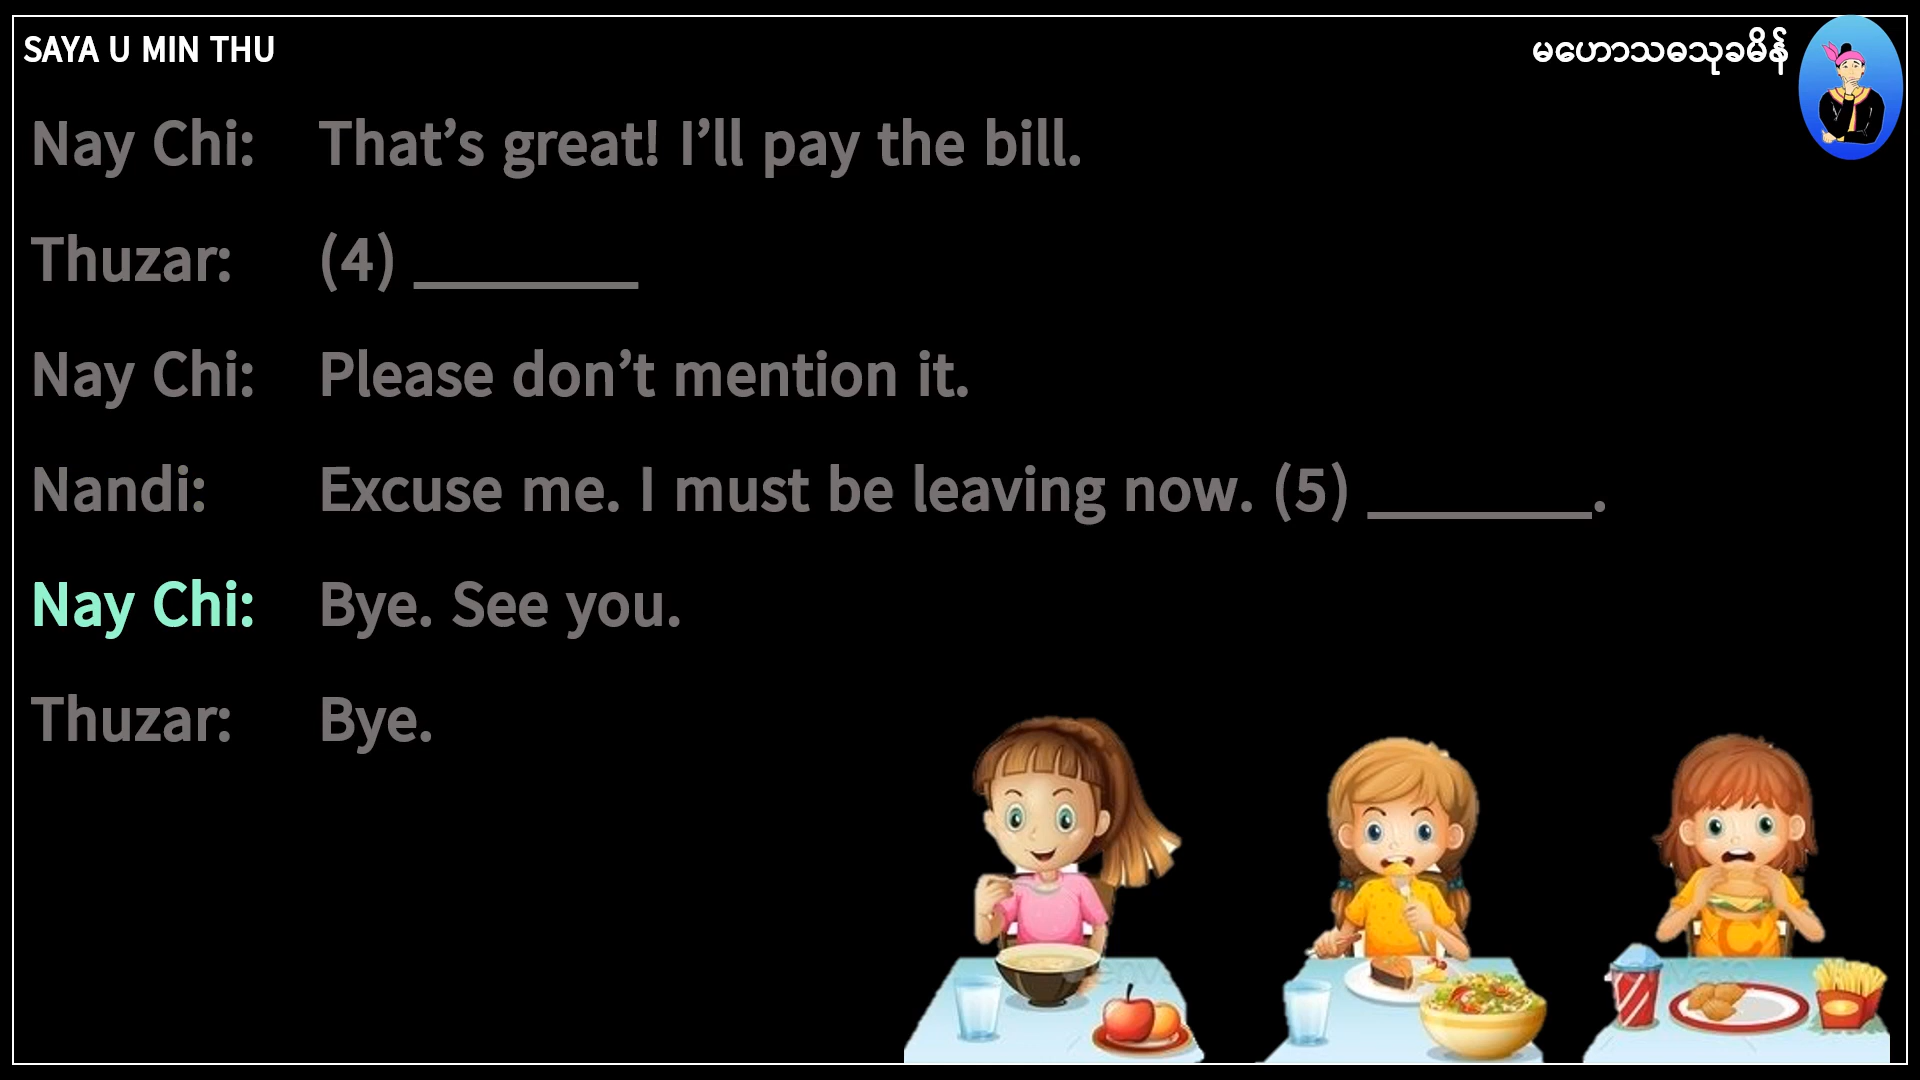 SAYA U MIN THU
မဟောသဓသုခမိန်
Nay Chi: That’s great! I’ll pay the bill.
Thuzar: (4) _______
Nay Chi: Please don’t mention it.
Nandi: Excuse me. I must be leaving now. (5) _______.
Nay Chi: Bye. See you.
Thuzar: Bye.